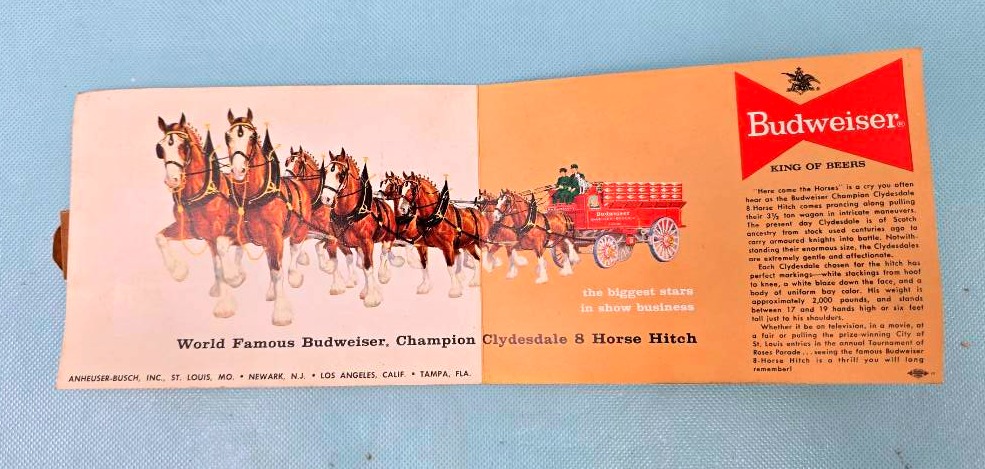 World Famous Budweiser, Champion Clydesdale 8 Horse Hitch
ANHEUSER-BUSCH, INC., ST. LOUIS, MO. • NEWARK, N.J. • LOS ANGELES, CALIF. • TAMPA, FLA.
Budweiser
the biggest stars
in show business
Budweiser®
KING OF BEERS
"Here come the Horses" is a cry you often
hear as the Budweiser Champion Clydesdale
8 Horse Hitch comes prancing along pulling
their 3½ ton wagon in intricate maneuvers.
The present day Clydesdale is of Scotch
ancestry from stock used centuries ago to
carry armoured knights into battle. Notwith-
standing their enormous size, the Clydesdales
are extremely gentle and affectionate.
Each Clydesdale chosen for the hitch has
perfect markings—white stockings from hoof
to knee, a white blaze down the face, and a
body of uniform bay color. His weight is
approximately 2,000 pounds, and stands
between 17 and 19 hands high or six feet
tall just to his shoulders.
Whether it be on television, in a movie, at
a fair or pulling the prize-winning City of
St. Louis entries in the annual Tournament of
Roses Parade...seeing the famous Budweiser
8-Horse Hitch is a thrill you will long
remember!